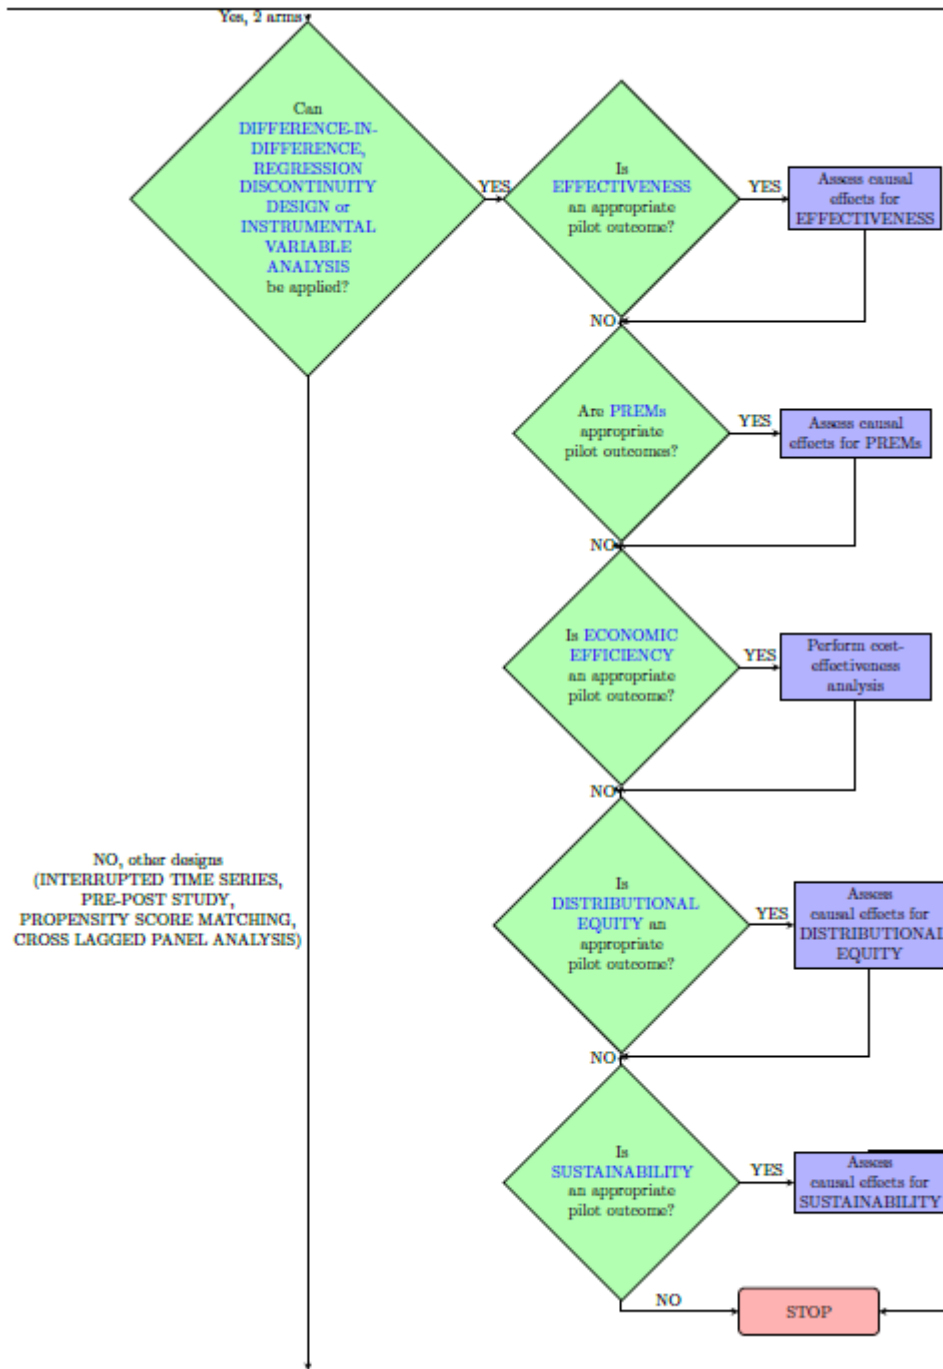 Yes, 2 arms
Can
DIFFERENCE-IN-
DIFFERENCE,
REGRESSION
DISCONTINUITY
DESIGN or
INSTRUMENTAL
VARIABLE
ANALYSIS
be applied?
YES
Is
EFFECTIVENESS
an appropriate
pilot outcome?
YES
Assess causal
effects for
EFFECTIVENESS
NO
Are PREMs
appropriate
pilot outcomes?
YES
Assess causal
effects for PREMs
NO
Is ECONOMIC
EFFICIENCY
an appropriate
pilot outcome?
YES
Perform cost-
effectiveness
analysis
NO
NO, other designs
(INTERRUPTED TIME SERIES,
PRE-POST STUDY,
PROPENSITY SCORE MATCHING,
CROSS LAGGED PANEL ANALYSIS)
Is
DISTRIBUTIONAL
EQUITY an
appropriate
pilot outcome?
YES
Assess
causal effects for
DISTRIBUTIONAL
EQUITY
NO
Is
SUSTAINABILITY
an appropriate
pilot outcome?
YES
Assess
causal effects for
SUSTAINABILITY
NO
STOP